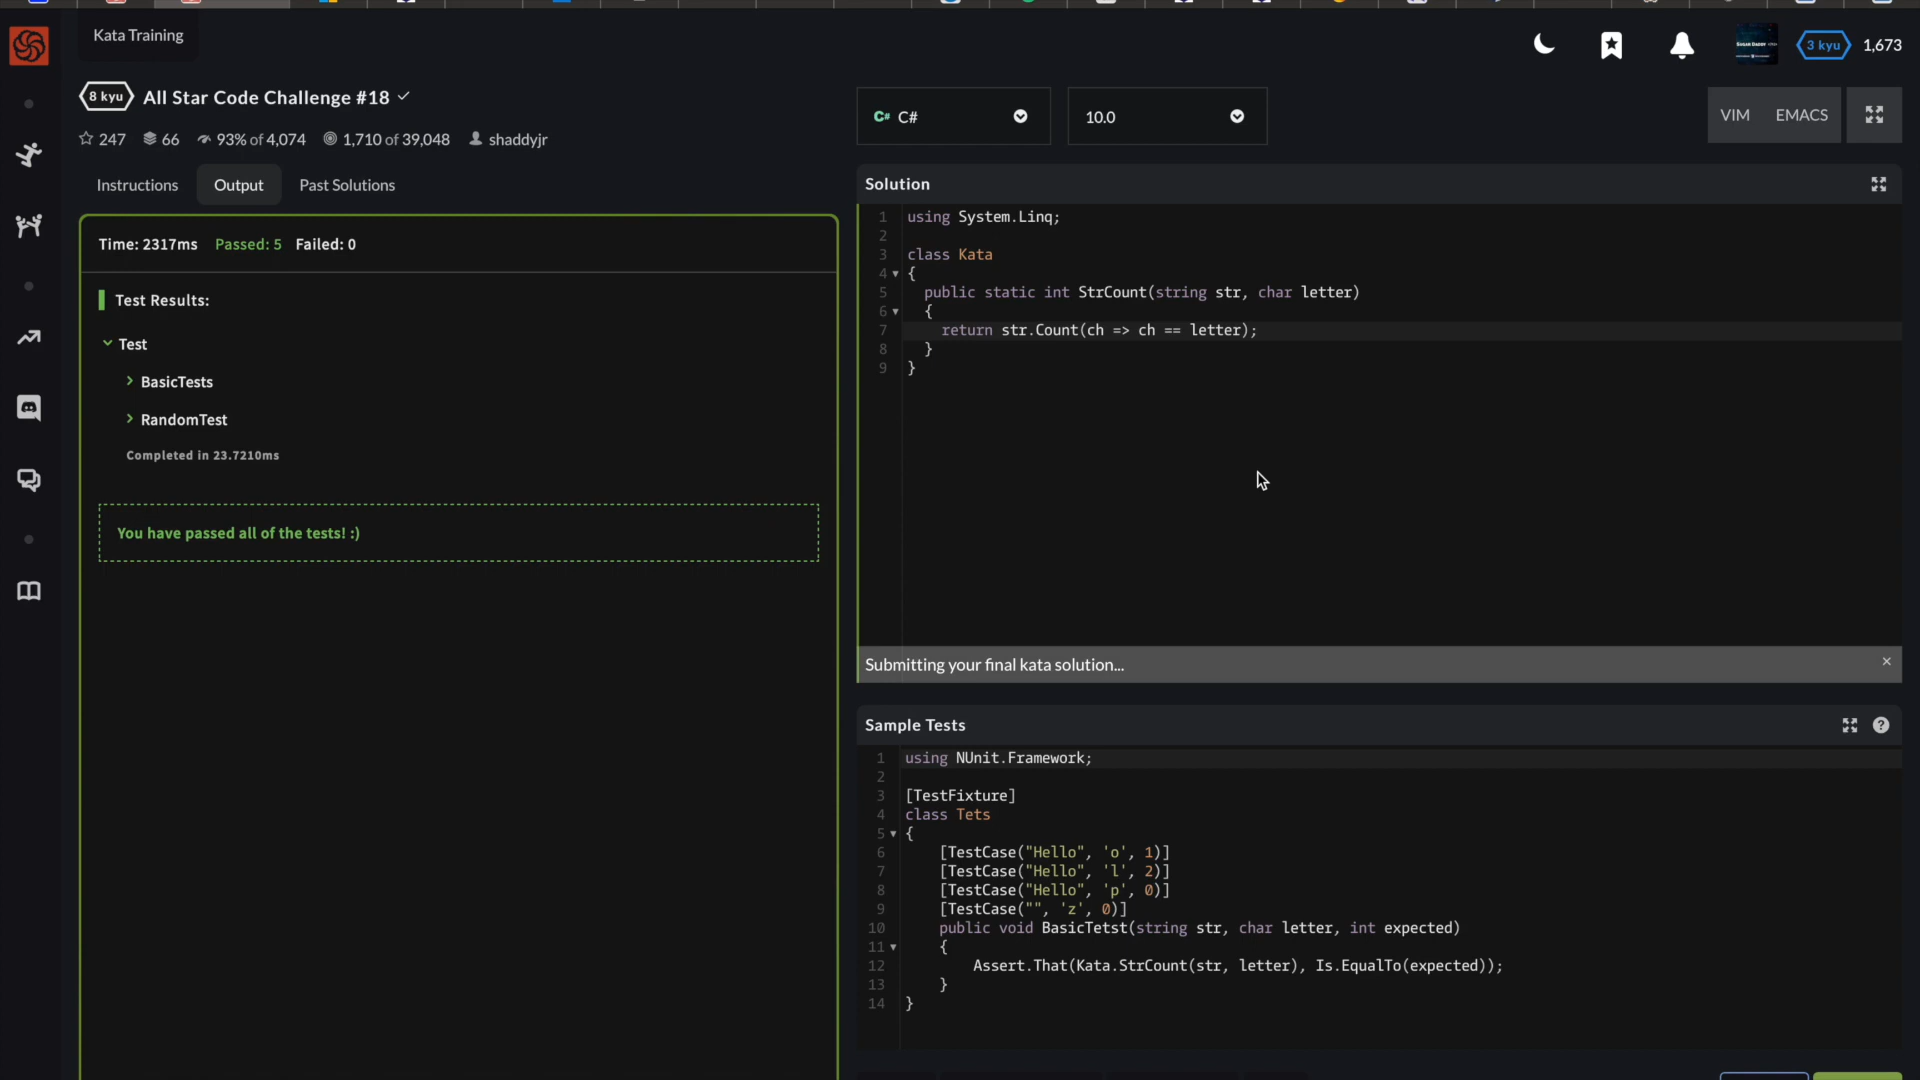 Kata Training
3 kyu
1,673
8 kyu
All Star Code Challenge #18
247
66
93% of 4,074
1,710 of 39,048
shaddyjr
C# C#
10.0
VIM
EMACS
Instructions
Output
Past Solutions
Time: 2317ms Passed: 5 Failed: 0
Test Results:
Test
BasicTests
RandomTest
Completed in 23.7210ms
You have passed all of the tests! :)
Solution
1 using System.Linq;
2
3 class Kata
4 {
5 public static int StrCount(string str, char letter)
6 {
7 return str.Count(ch => ch == letter);
8 }
9 }
Submitting your final kata solution...
Sample Tests
1 using NUnit.Framework;
2
3 [TestFixture]
4 class Tets
5 {
6 [TestCase("Hello", 'o', 1)]
7 [TestCase("Hello", 'l', 2)]
8 [TestCase("Hello", 'p', 0)]
9 [TestCase("", 'z', 0)]
10 public void BasicTetst(string str, char letter, int expected)
11 {
12 Assert.That(Kata.StrCount(str, letter), Is.EqualTo(expected));
13 }
14 }